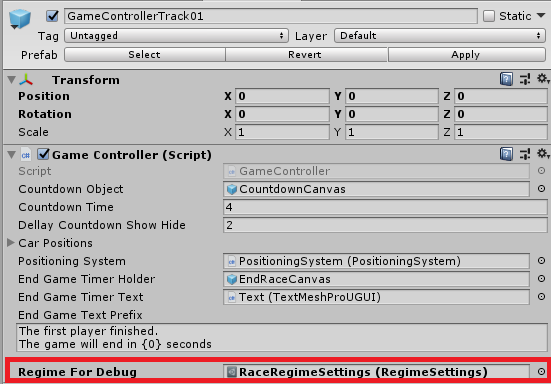 GameControllerTrack01 Static
Tag Untagged Layer Default
Prefab Select Revert Apply
Transform
Position X 0 Y 0 Z 0
Rotation X 0 Y 0 Z 0
Scale X 1 Y 1 Z 1
Game Controller (Script)
Script GameController
Countdown Object CountdownCanvas
Countdown Time 4
Dellay Countdown Show Hide 2
Car Positions
Positioning System PositioningSystem (PositioningSystem)
End Game Timer Holder EndRaceCanvas
End Game Timer Text Text (TextMeshProUGUI)
End Game Text Prefix
The first player finished.
The game will end in {0} seconds
Regime For Debug RaceRegimeSettings (RegimeSettings)